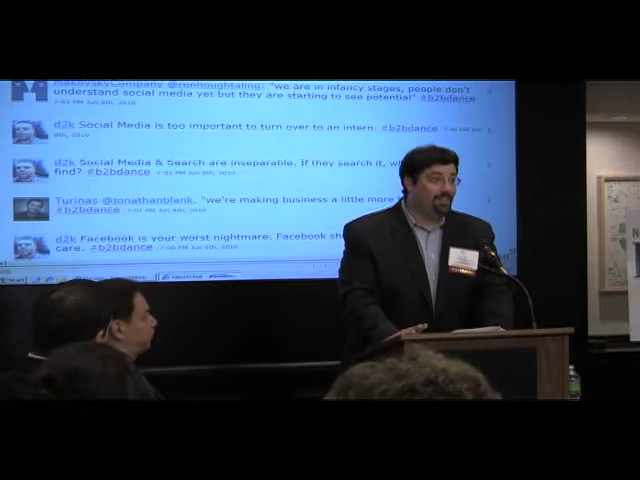 MakovskyCompany @ronhoughtaling: "we are in infancy stages, people don't
understand social media yet but they are starting to see potential" #b2bdance
7:03 PM Jun 8th, 2010
d2k Social Media is too important to turn over to an intern. #b2bdance 7:03 PM Jun
8th, 2010
d2k Social Media & Search are inseparable. If they search it,
find? #b2bdance 7:01 PM Jun 8th, 2010
Turinas @jonathanblank. "we're making business a little more
#b2bdance 7:01 PM Jun 8th, 2010
d2k Facebook is your worst nightmare. Facebook
care. #b2bdance 7:00 PM Jun 8th, 2010